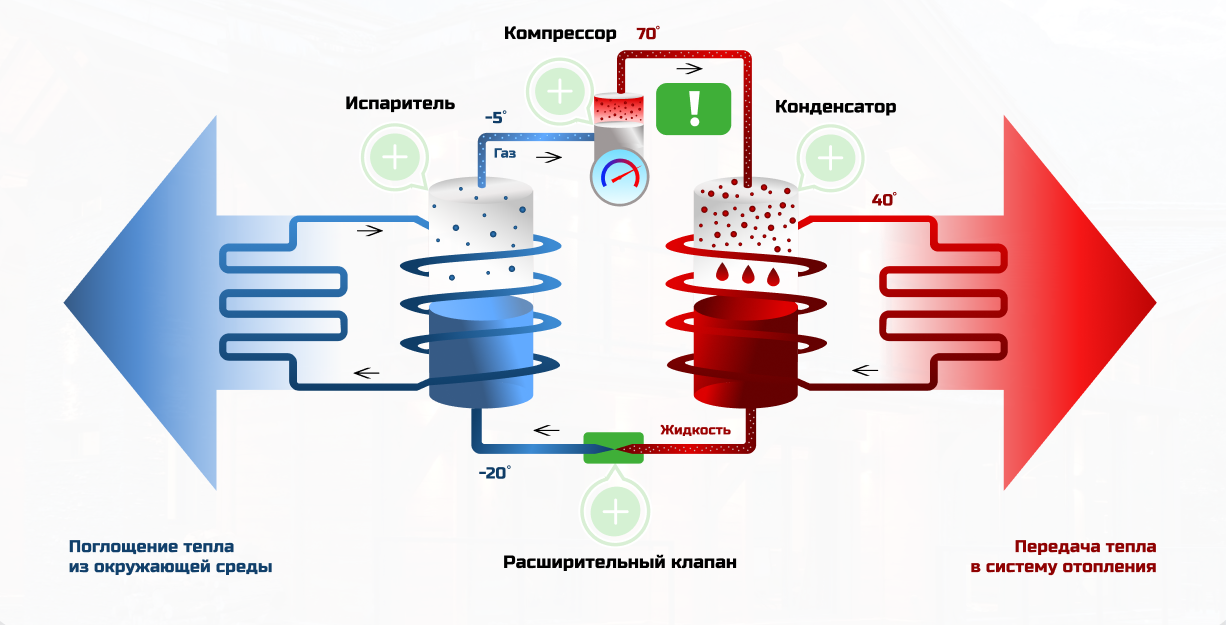 Компрессор 70°
Испаритель
Конденсатор
-5°
Газ
!
40°
Жидкость
-20°
Расширительный клапан
Поглощение тепла
из окружающей среды
Передача тепла
в систему отопления